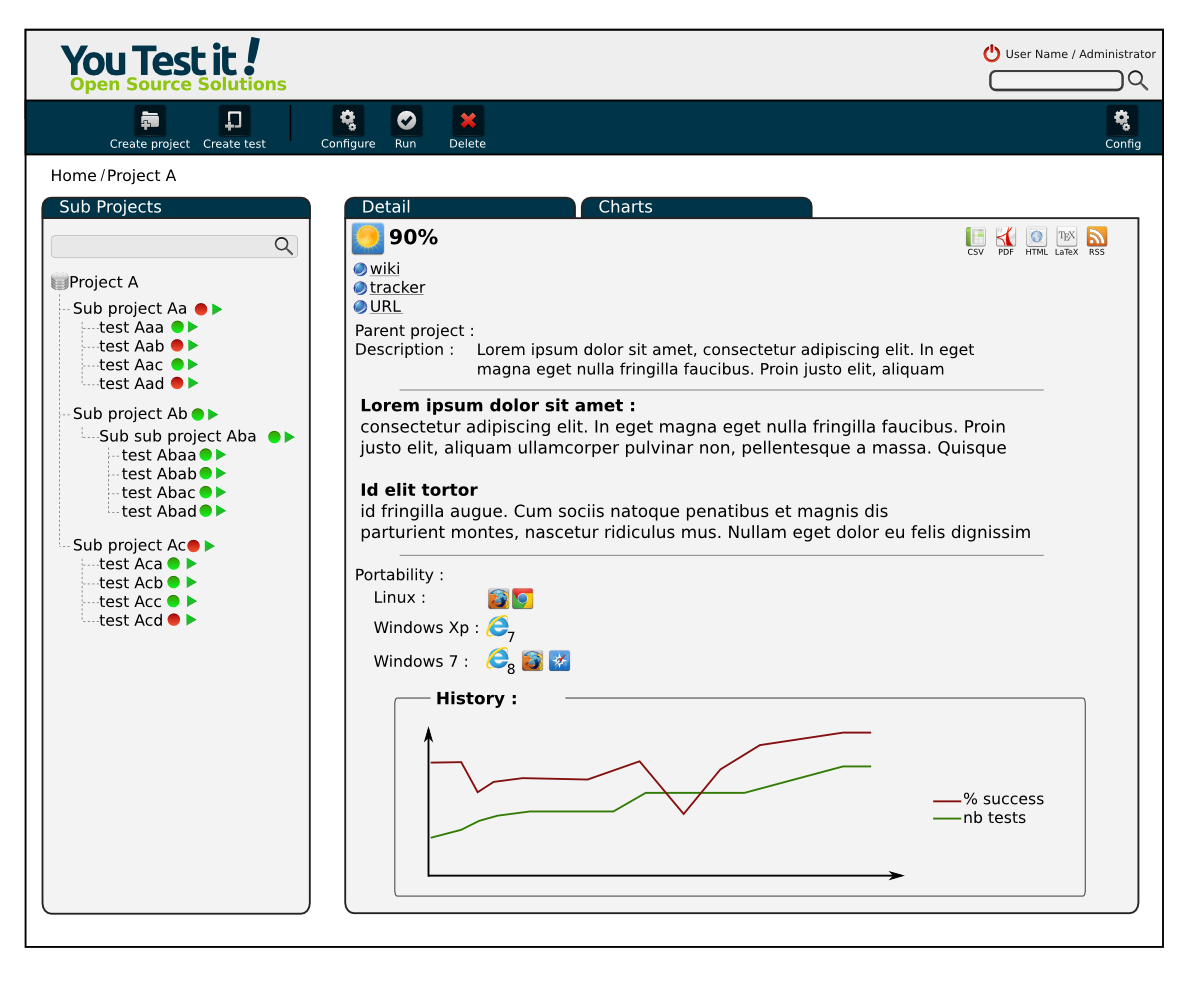 You Test it!
Open Source Solutions
User Name / Administrator
Create project
Create test
Configure
Run
Delete
Config
Home / Project A
Sub Projects
Project A
Sub project Aa
test Aaa
test Aab
test Aac
test Aad
Sub project Ab
Sub sub project Aba
test Abaa
test Abab
test Abac
test Abad
Sub project Ac
test Aca
test Acb
test Acc
test Acd
Detail
Charts
90%
CSV
PDF
TEX
HTML
LaTeX
RSS
wiki
tracker
URL
Parent project :
Description : Lorem ipsum dolor sit amet, consectetur adipiscing elit. In eget
magna eget nulla fringilla faucibus. Proin justo elit, aliquam
Lorem ipsum dolor sit amet :
consectetur adipiscing elit. In eget magna eget nulla fringilla faucibus. Proin
justo elit, aliquam ullamcorper pulvinar non, pellentesque a massa. Quisque
Id elit tortor
id fringilla augue. Cum sociis natoque penatibus et magnis dis
parturient montes, nascetur ridiculus mus. Nullam eget dolor eu felis dignissim
Portability :
Linux :
Windows Xp : 7
Windows 7 : 8
History :
% success
nb tests